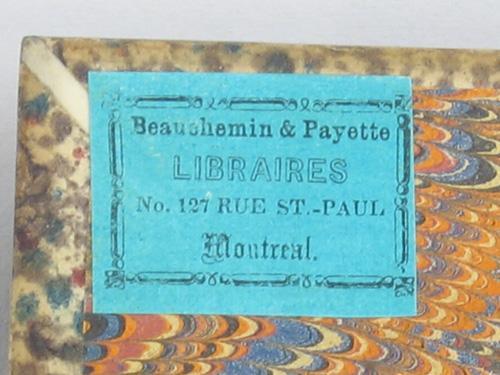 Beauchemin & Payette
LIBRAIRES
No. 127 RUE ST.-PAUL
Montreal.